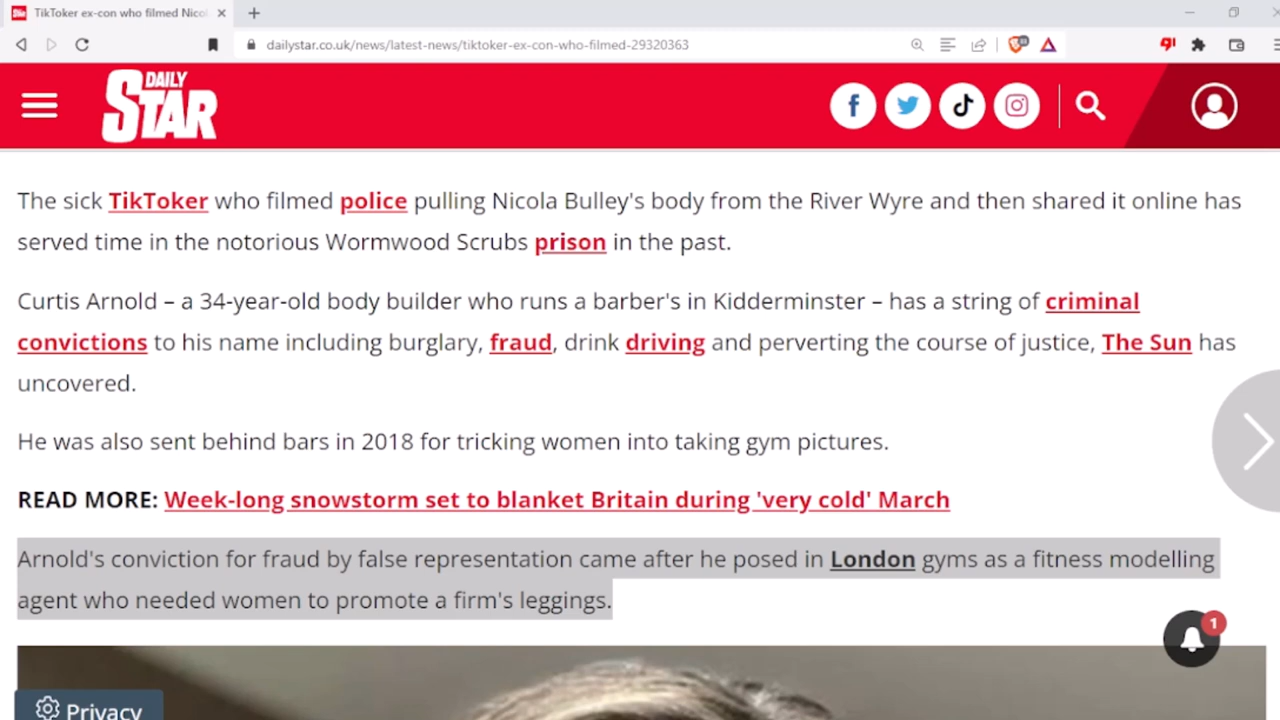 TikToker ex-con who filmed Nicol
dailystar.co.uk/news/latest-news/tiktoker-ex-con-who-filmed-29320363
DAILY
STAR
The sick TikToker who filmed police pulling Nicola Bulley's body from the River Wyre and then shared it online has
served time in the notorious Wormwood Scrubs prison in the past.
Curtis Arnold – a 34-year-old body builder who runs a barber's in Kidderminster – has a string of criminal
convictions to his name including burglary, fraud, drink driving and perverting the course of justice, The Sun has
uncovered.
He was also sent behind bars in 2018 for tricking women into taking gym pictures.
READ MORE: Week-long snowstorm set to blanket Britain during 'very cold' March
Arnold's conviction for fraud by false representation came after he posed in London gyms as a fitness modelling
agent who needed women to promote a firm's leggings.
1
Privacy